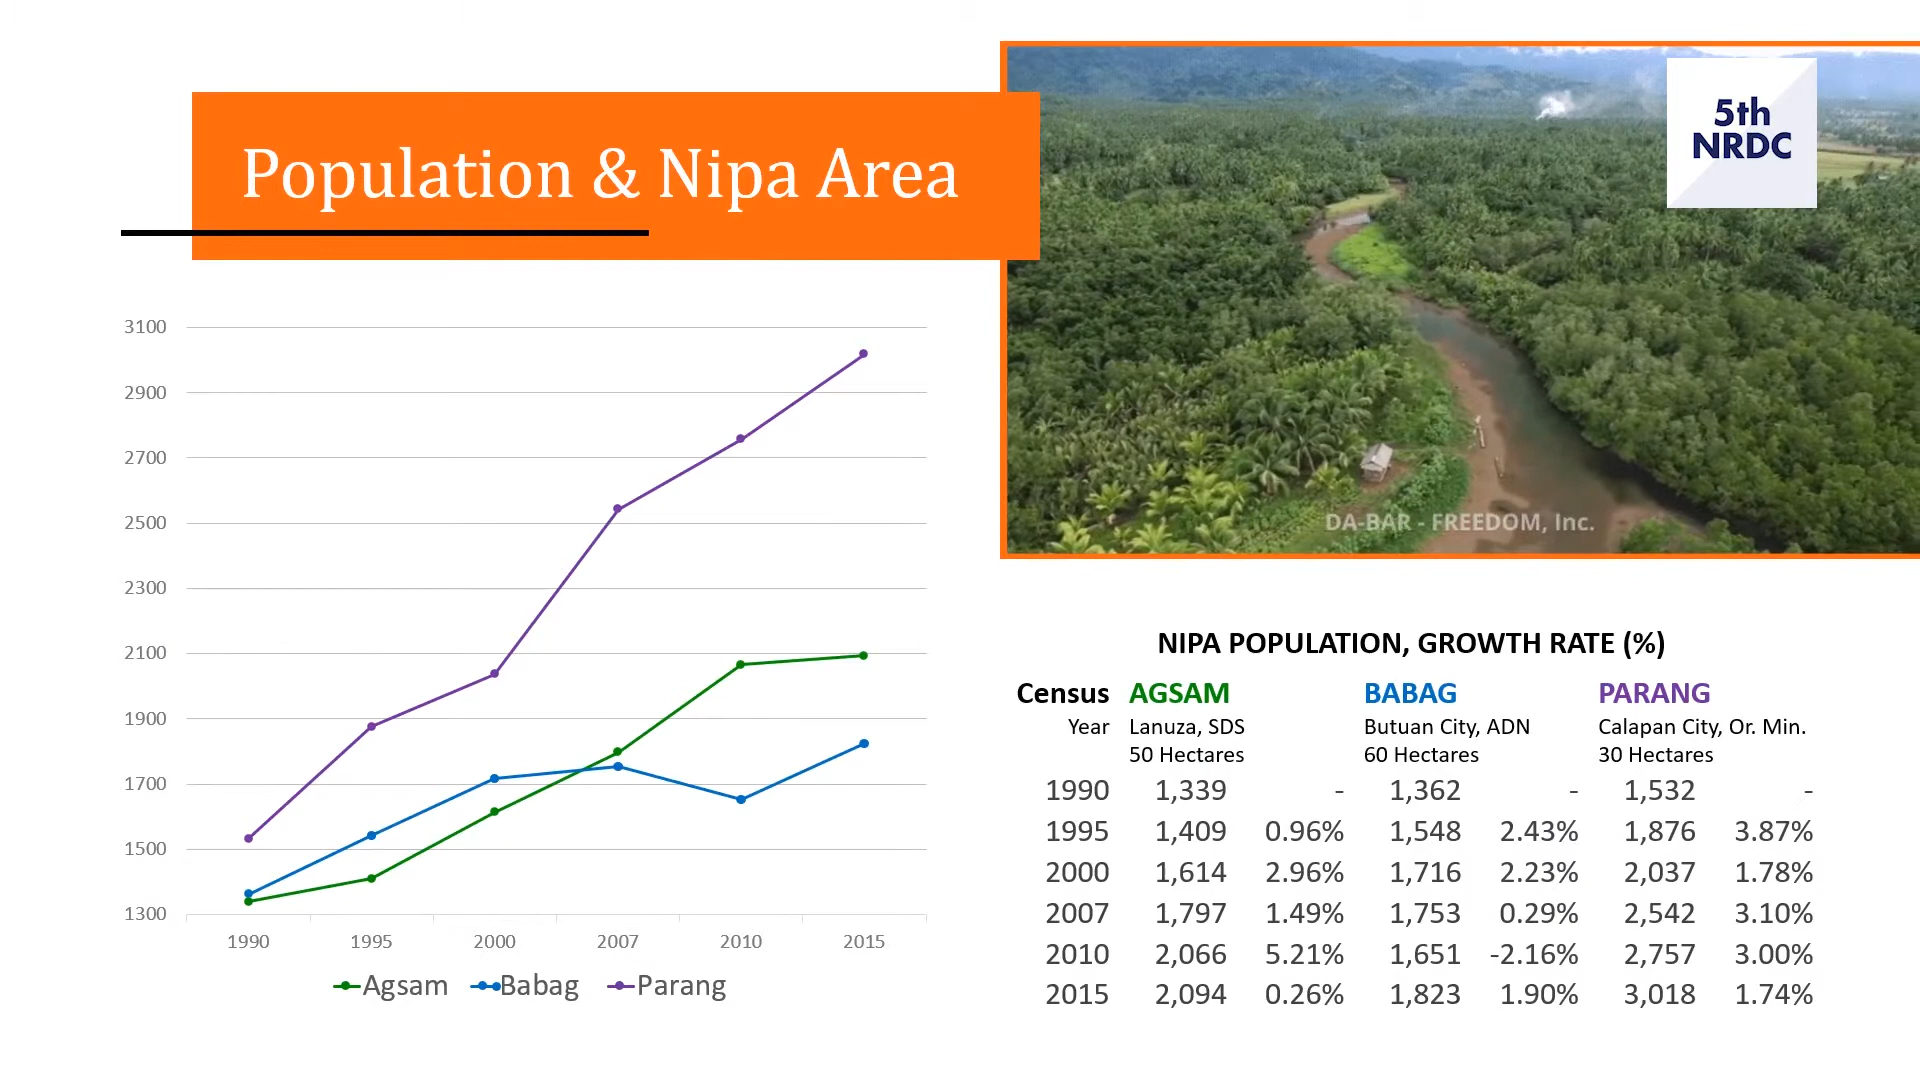 Population & Nipa Area
5th
NRDC
DA-BAR - FREEDOM, Inc.
3100
2900
2700
2500
2300
2100
1900
1700
1500
1300
1990 1995 2000 2007 2010 2015
Agsam Babag Parang
NIPA POPULATION, GROWTH RATE (%)
Census AGSAM BABAG PARANG
Year Lanuza, SDS Butuan City, ADN Calapan City, Or. Min.
50 Hectares 60 Hectares 30 Hectares
1990 1,339 - 1,362 - 1,532 -
1995 1,409 0.96% 1,548 2.43% 1,876 3.87%
2000 1,614 2.96% 1,716 2.23% 2,037 1.78%
2007 1,797 1.49% 1,753 0.29% 2,542 3.10%
2010 2,066 5.21% 1,651 -2.16% 2,757 3.00%
2015 2,094 0.26% 1,823 1.90% 3,018 1.74%